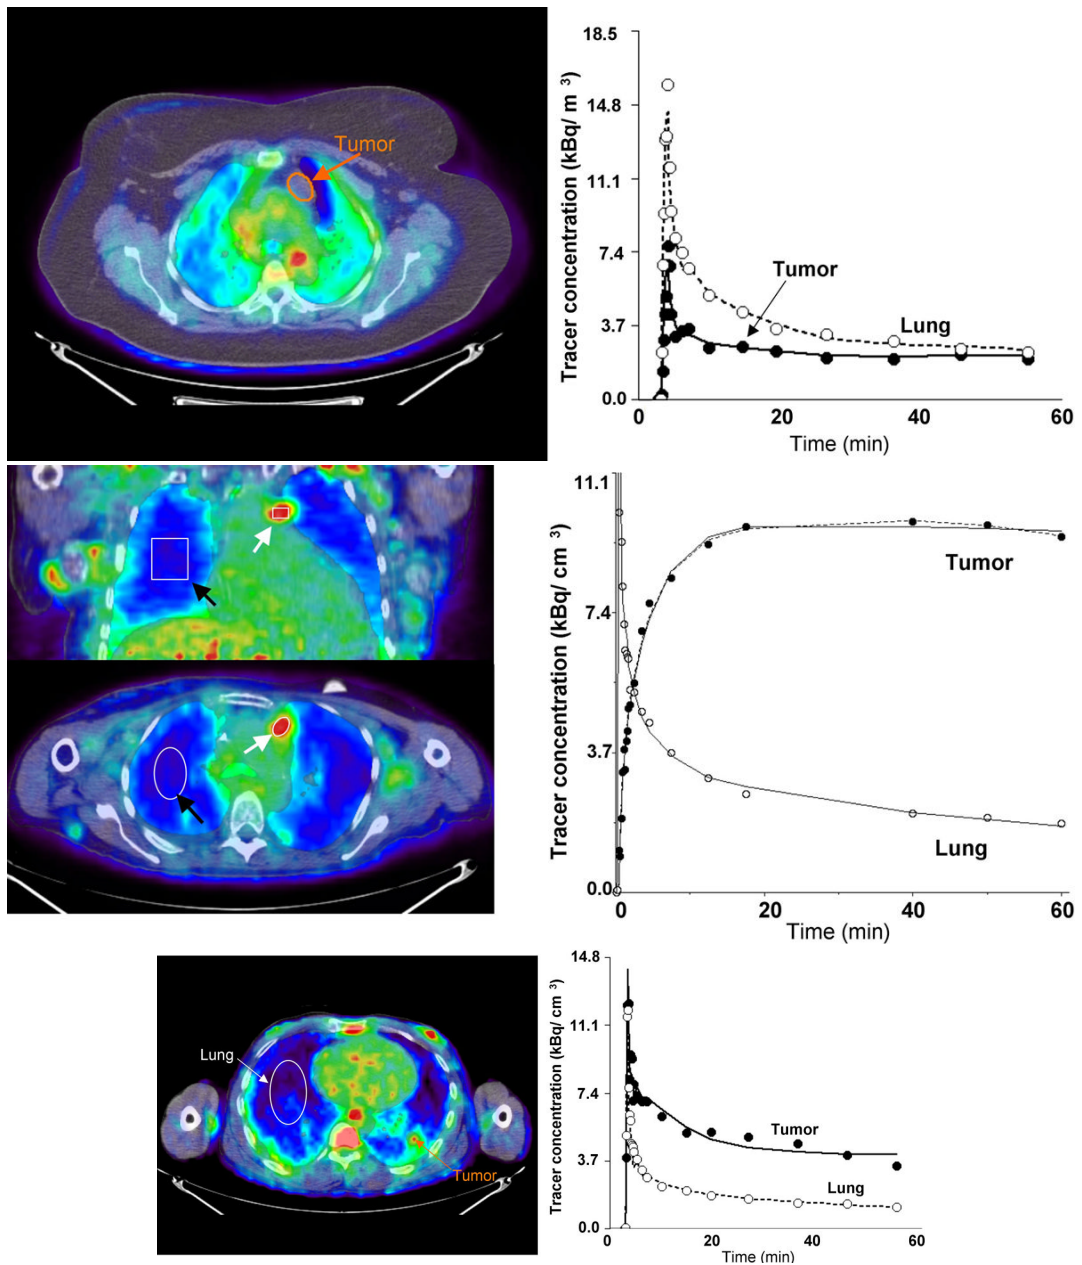 Tumor
Tracer concentration (kBq/ m 3)
18.5
14.8
11.1
7.4
3.7
0.0
Tumor
Lung
20
40
60
Time (min)
Tracer concentration (kBq/ cm 3)
11.1
7.4
3.7
0.0
Tumor
Lung
0
20
40
60
Time (min)
Lung
Tumor
Tracer concentration (kBq/ cm 3)
14.8
11.1
7.4
3.7
0.0
Tumor
Lung
0
20
40
60
Time (min)